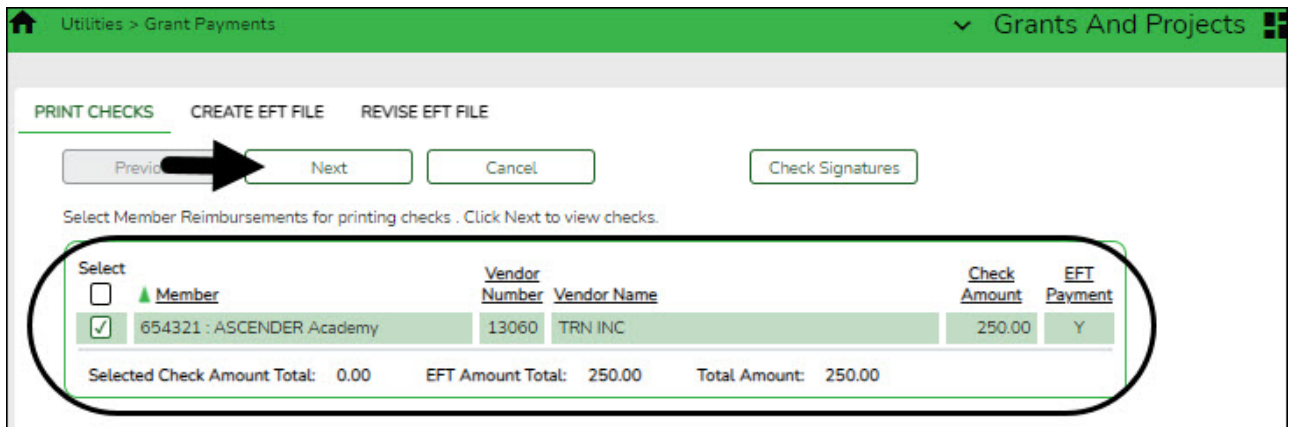 Utilities > Grant Payments
Grants And Projects
PRINT CHECKS CREATE EFT FILE REVISE EFT FILE
Next Cancel Check Signatures
Select Member Reimbursements for printing checks . Click Next to view checks.
Select Vendor Check EFT
Member Number Vendor Name Amount Payment
654321 : ASCENDER Academy 13060 TRN INC 250.00 Y
Selected Check Amount Total: 0.00 EFT Amount Total: 250.00 Total Amount: 250.00